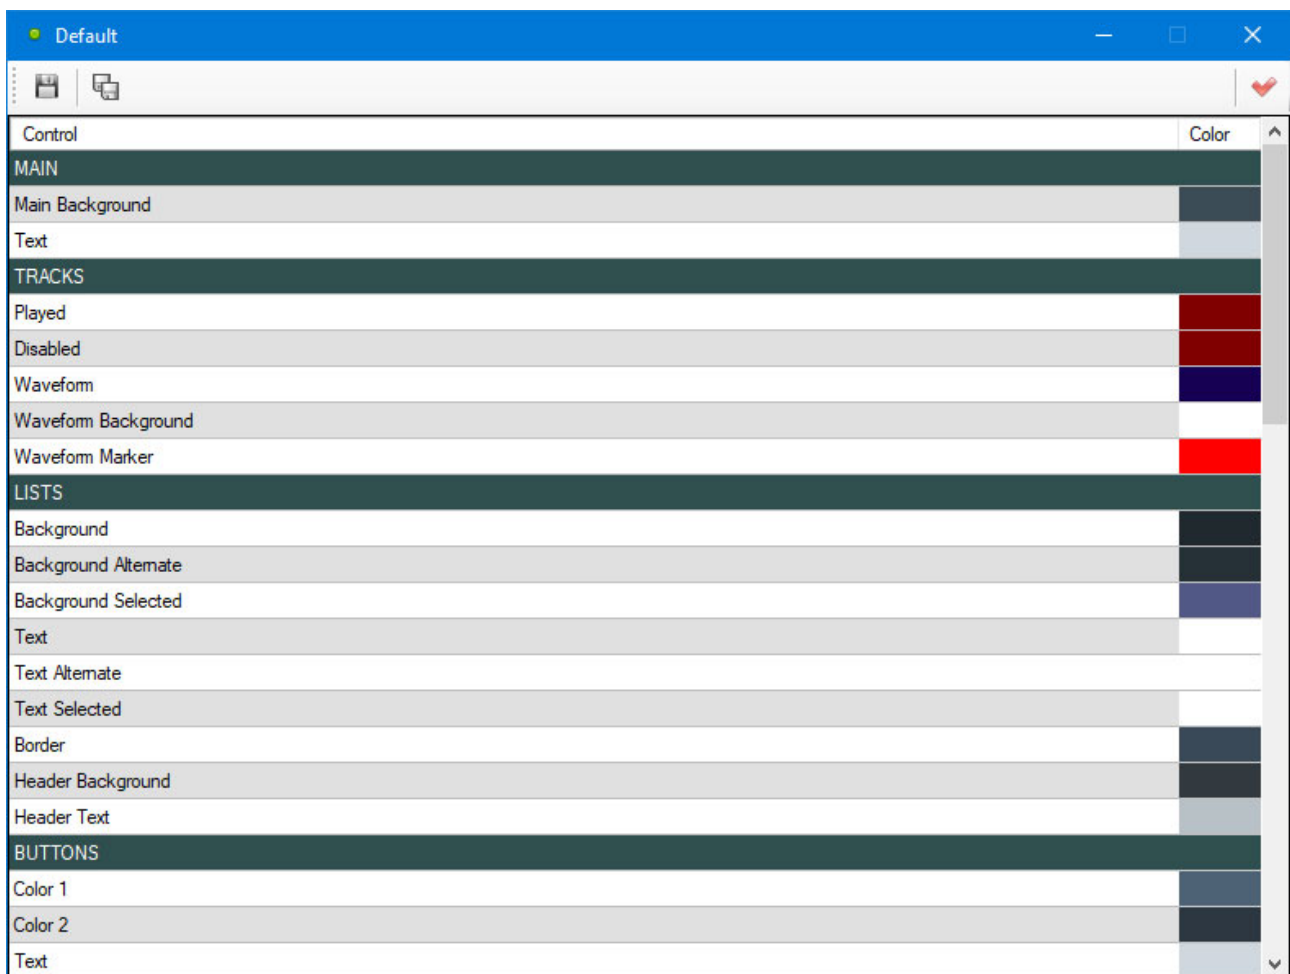 Default
Control Color
MAIN
Main Background
Text
TRACKS
Played
Disabled
Waveform
Waveform Background
Waveform Marker
LISTS
Background
Background Alternate
Background Selected
Text
Text Alternate
Text Selected
Border
Header Background
Header Text
BUTTONS
Color 1
Color 2
Text